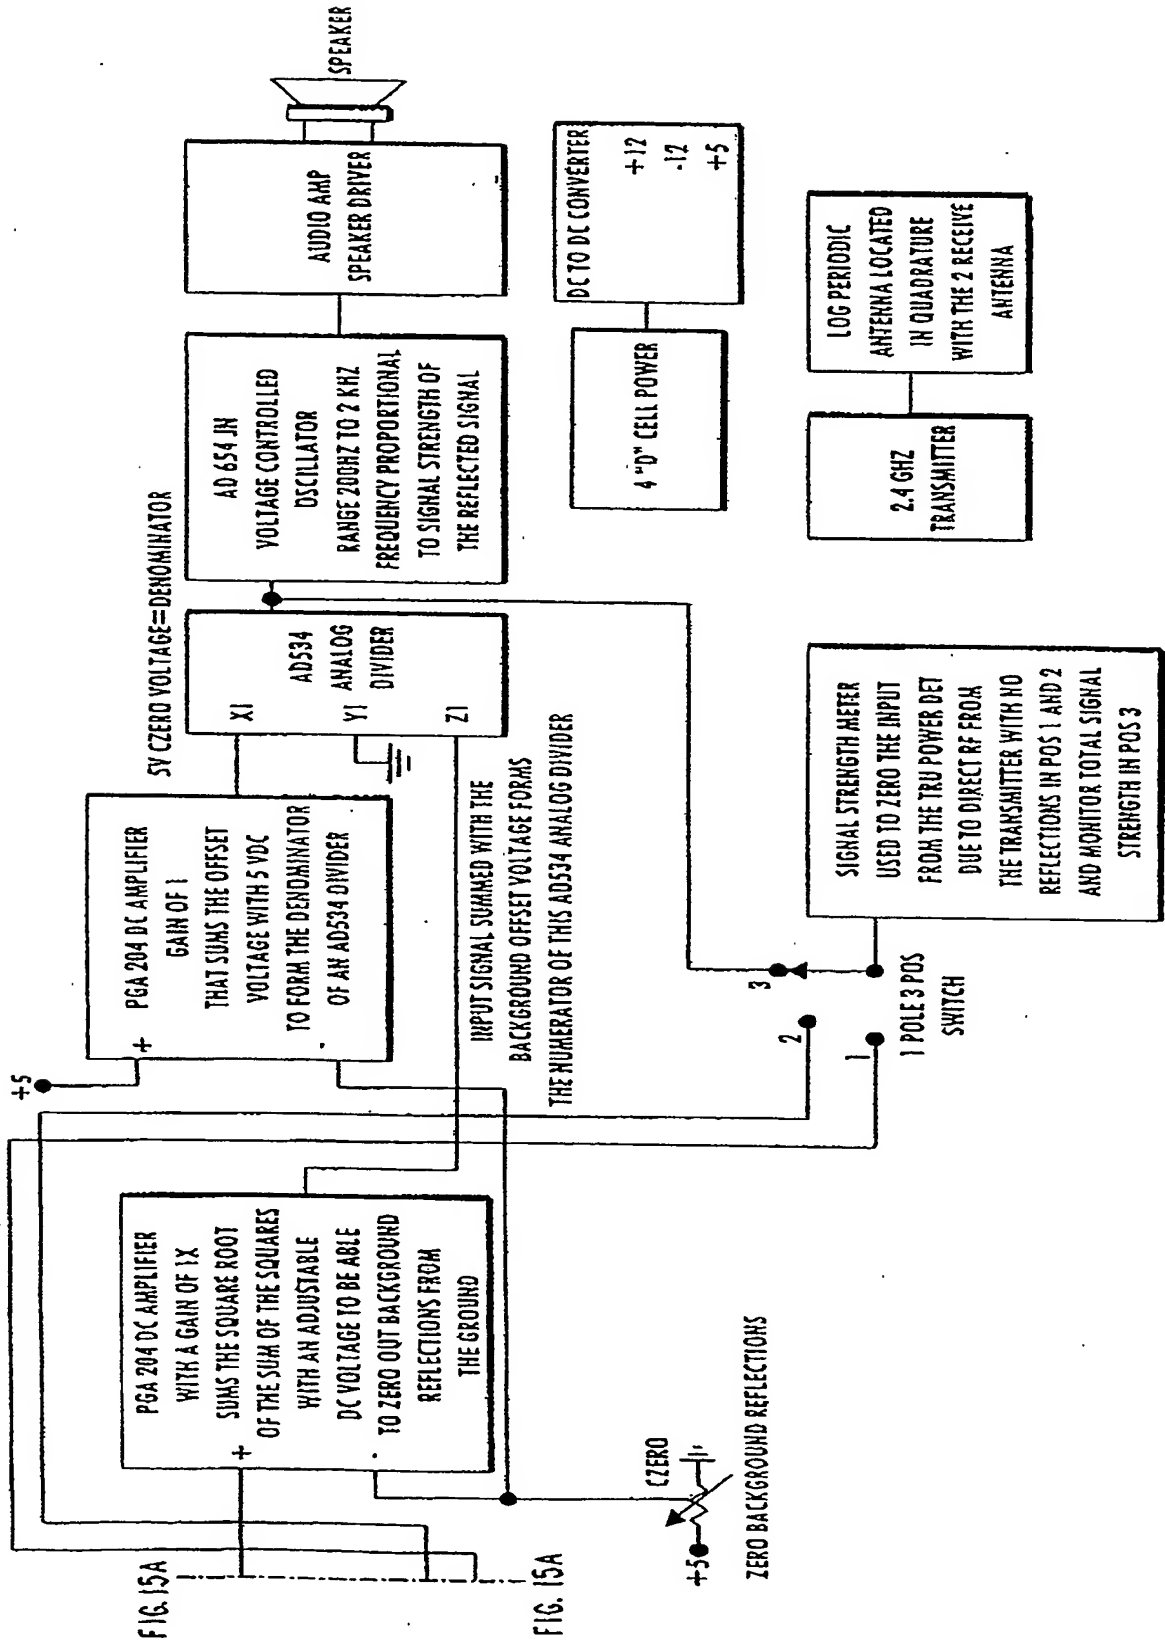 FIG. 15A
FIG. 15A
PGA 204 DC AMPLIFIER
WITH A GAIN OF 1X
SUMS THE SQUARE ROOT
OF THE SUM OF THE SQUARES
WITH AN ADJUSTABLE
DC VOLTAGE TO BE ABLE
TO ZERO OUT BACKGROUND
REFLECTIONS FROM
THE GROUND
+
-
+5
CZERO
ZERO BACKGROUND REFLECTIONS
+5
PGA 204 DC AMPLIFIER
GAIN OF 1
THAT SUMS THE OFFSET
VOLTAGE WITH 5 VDC
TO FORM THE DENOMINATOR
OF AN AD534 DIVIDER
+
-
5V CZERO VOLTAGE=DENOMINATOR
INPUT SIGNAL SUMMED WITH THE
BACKGROUND OFFSET VOLTAGE FORMS
THE NUMERATOR OF THIS AD534 ANALOG DIVIDER
X1
Y1
Z1
AD534
ANALOG
DIVIDER
AD 654 JN
VOLTAGE CONTROLLED
OSCILLATOR
RANGE 200HZ TO 2 KHZ
FREQUENCY PROPORTIONAL
TO SIGNAL STRENGTH OF
THE REFLECTED SIGNAL
AUDIO AMP
SPEAKER DRIVER
SPEAKER
4 "D" CELL POWER
DC TO DC CONVERTER
+12
-12
+5
2.4 GHZ
TRANSMITTER
LOG PERIODIC
ANTENNA LOCATED
IN QUADRATURE
WITH THE 2 RECEIVE
ANTENNA
1
2
3
1 POLE 3 POS
SWITCH
SIGNAL STRENGTH METER
USED TO ZERO THE INPUT
FROM THE TRU POWER DET
DUE TO DIRECT RF FROM
THE TRANSMITTER WITH NO
REFLECTIONS IN POS 1 AND 2
AND MONITOR TOTAL SIGNAL
STRENGTH IN POS 3